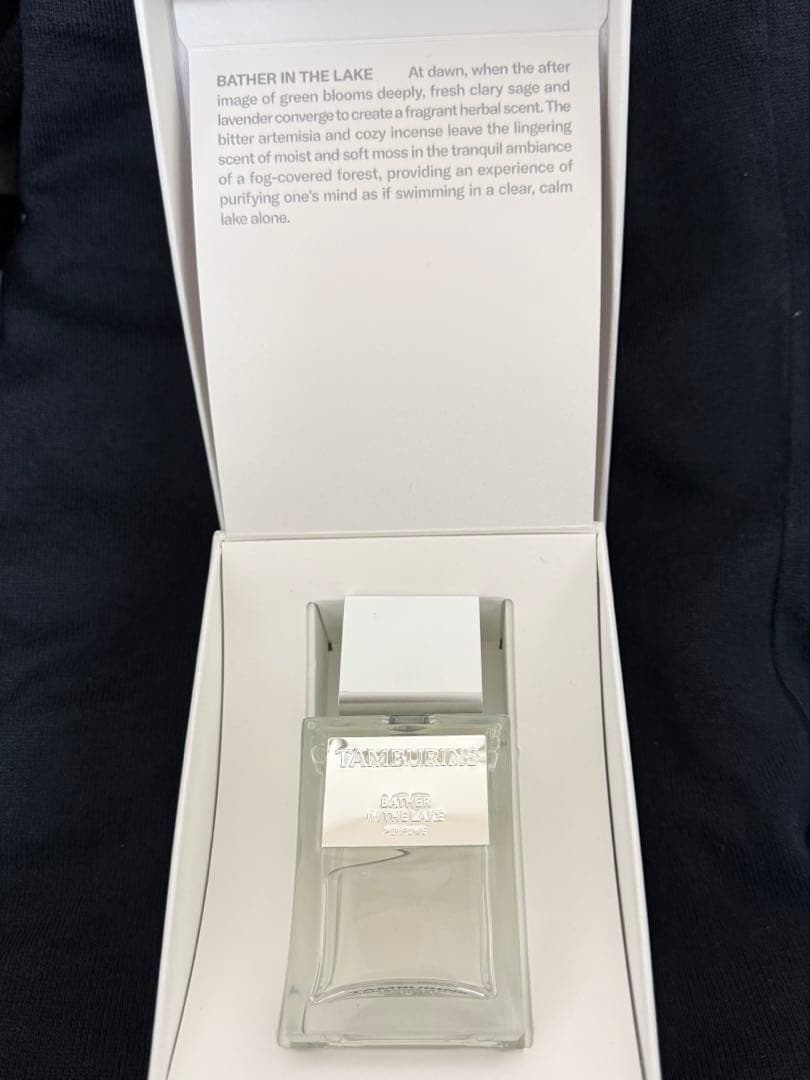 BATHER IN THE LAKE At dawn, when the after
image of green blooms deeply, fresh clary sage and
lavender converge to create a fragrant herbal scent. The
bitter artemisia and cozy incense leave the lingering
scent of moist and soft moss in the tranquil ambiance
of a fog-covered forest, providing an experience of
purifying one's mind as if swimming in a clear, calm
lake alone.
TAMBURINS
BATHER
IN THE LAKE
PERFUME
TAMBURINS